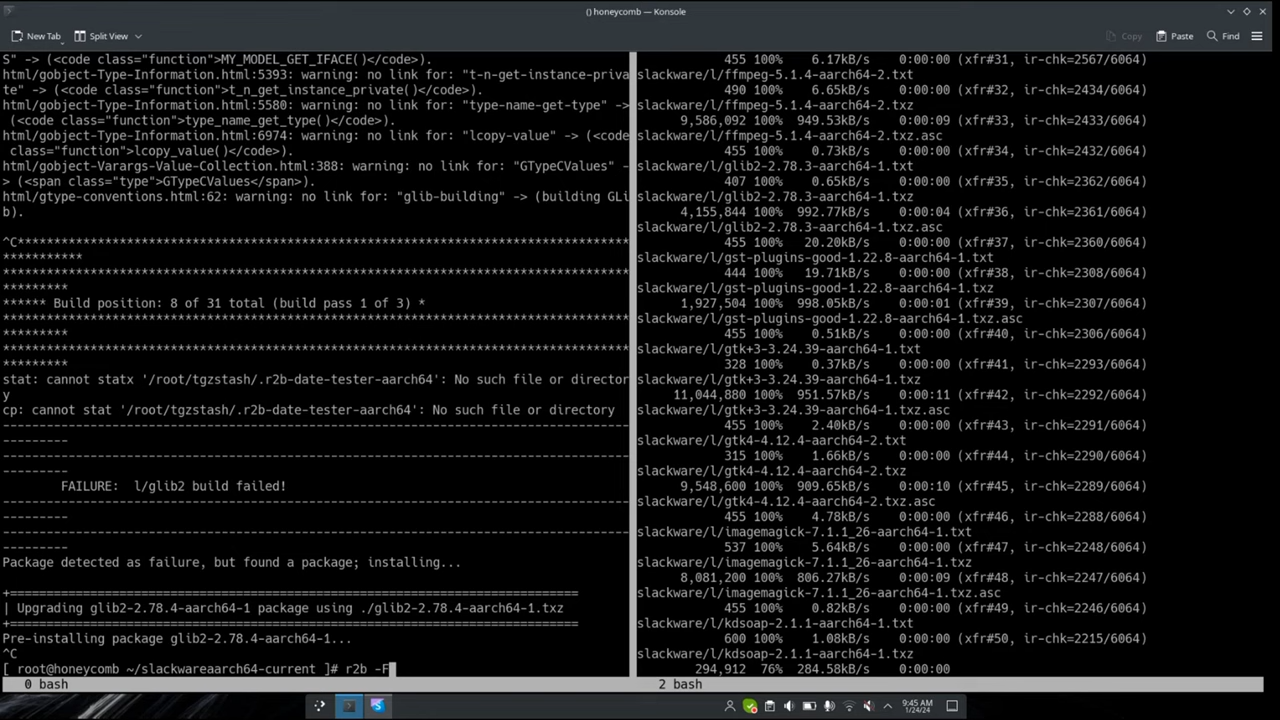 () honeycomb — Konsole
New Tab
Split View
Copy
Paste
Find
S" -> (<code class="function">MY_MODEL_GET_IFACE()</code>).
html/gobject-Type-Information.html:5393: warning: no link for: "t-n-get-instance-priva
te" -> (<code class="function">t_n_get_instance_private()</code>).
html/gobject-Type-Information.html:5580: warning: no link for: "type-name-get-type" ->
 (<code class="function">type_name_get_type()</code>).
html/gobject-Type-Information.html:6974: warning: no link for: "lcopy-value" -> (<code
 class="function">lcopy_value()</code>).
html/gobject-Varargs-Value-Collection.html:388: warning: no link for: "GTypeCValues" -
> (<span class="type">GTypeCValues</span>).
html/gtype-conventions.html:62: warning: no link for: "glib-building" -> (building GLi
b).
^C************************************************************************************
***********
**************************************************************************************
*********
****** Build position: 8 of 31 total (build pass 1 of 3) *
**************************************************************************************
*********
**************************************************************************************
*********
stat: cannot statx '/root/tgzstash/.r2b-date-tester-aarch64': No such file or director
y
cp: cannot stat '/root/tgzstash/.r2b-date-tester-aarch64': No such file or directory
--------------------------------------------------------------------------------------
---------
--------------------------------------------------------------------------------------
---------
        FAILURE:  l/glib2 build failed!
--------------------------------------------------------------------------------------
---------
--------------------------------------------------------------------------------------
---------
Package detected as failure, but found a package; installing...
+==============================================================================
| Upgrading glib2-2.78.4-aarch64-1 package using ./glib2-2.78.4-aarch64-1.txz
+==============================================================================
Pre-installing package glib2-2.78.4-aarch64-1...
^C
[ root@honeycomb ~/slackwareaarch64-current ]# r2b -F
455 100% 6.17kB/s 0:00:00 (xfr#31, ir-chk=2567/6064)
slackware/l/ffmpeg-5.1.4-aarch64-2.txt
490 100% 6.65kB/s 0:00:00 (xfr#32, ir-chk=2434/6064)
slackware/l/ffmpeg-5.1.4-aarch64-2.txz
9,586,092 100% 949.53kB/s 0:00:09 (xfr#33, ir-chk=2433/6064)
slackware/l/ffmpeg-5.1.4-aarch64-2.txz.asc
455 100% 0.73kB/s 0:00:00 (xfr#34, ir-chk=2432/6064)
slackware/l/glib2-2.78.3-aarch64-1.txt
407 100% 0.65kB/s 0:00:00 (xfr#35, ir-chk=2362/6064)
slackware/l/glib2-2.78.3-aarch64-1.txz
4,155,844 100% 992.77kB/s 0:00:04 (xfr#36, ir-chk=2361/6064)
slackware/l/glib2-2.78.3-aarch64-1.txz.asc
455 100% 20.20kB/s 0:00:00 (xfr#37, ir-chk=2360/6064)
slackware/l/gst-plugins-good-1.22.8-aarch64-1.txt
444 100% 19.71kB/s 0:00:00 (xfr#38, ir-chk=2308/6064)
slackware/l/gst-plugins-good-1.22.8-aarch64-1.txz
1,927,504 100% 998.05kB/s 0:00:01 (xfr#39, ir-chk=2307/6064)
slackware/l/gst-plugins-good-1.22.8-aarch64-1.txz.asc
455 100% 0.51kB/s 0:00:00 (xfr#40, ir-chk=2306/6064)
slackware/l/gtk+3-3.24.39-aarch64-1.txt
328 100% 0.37kB/s 0:00:00 (xfr#41, ir-chk=2293/6064)
slackware/l/gtk+3-3.24.39-aarch64-1.txz
11,044,880 100% 951.57kB/s 0:00:11 (xfr#42, ir-chk=2292/6064)
slackware/l/gtk+3-3.24.39-aarch64-1.txz.asc
455 100% 2.40kB/s 0:00:00 (xfr#43, ir-chk=2291/6064)
slackware/l/gtk4-4.12.4-aarch64-2.txt
315 100% 1.66kB/s 0:00:00 (xfr#44, ir-chk=2290/6064)
slackware/l/gtk4-4.12.4-aarch64-2.txz
9,548,600 100% 909.65kB/s 0:00:10 (xfr#45, ir-chk=2289/6064)
slackware/l/gtk4-4.12.4-aarch64-2.txz.asc
455 100% 4.78kB/s 0:00:00 (xfr#46, ir-chk=2288/6064)
slackware/l/imagemagick-7.1.1_26-aarch64-1.txt
537 100% 5.64kB/s 0:00:00 (xfr#47, ir-chk=2248/6064)
slackware/l/imagemagick-7.1.1_26-aarch64-1.txz
8,081,200 100% 806.27kB/s 0:00:09 (xfr#48, ir-chk=2247/6064)
slackware/l/imagemagick-7.1.1_26-aarch64-1.txz.asc
455 100% 0.82kB/s 0:00:00 (xfr#49, ir-chk=2246/6064)
slackware/l/kdsoap-2.1.1-aarch64-1.txt
600 100% 1.08kB/s 0:00:00 (xfr#50, ir-chk=2215/6064)
slackware/l/kdsoap-2.1.1-aarch64-1.txz
294,912 76% 284.58kB/s 0:00:00
0 bash
2 bash
9:45 AM
1/24/24